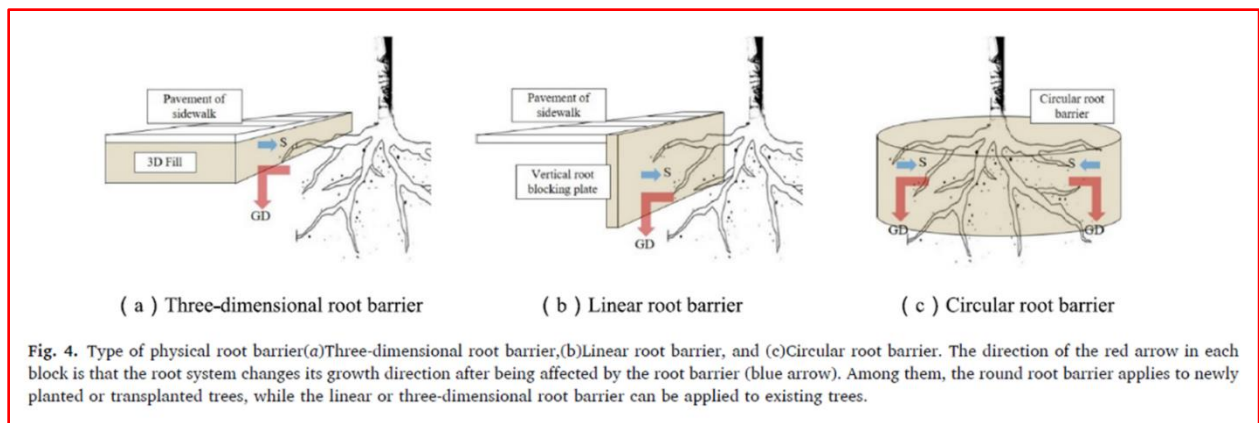 Pavement of
sidewalk
3D Fill
S
GD
Pavement of
sidewalk
Vertical root
blocking plate
S
GD
Circular root
barrier
S
S
GD
GD
( a ) Three-dimensional root barrier
( b ) Linear root barrier
( c ) Circular root barrier
Fig. 4. Type of physical root barrier(a)Three-dimensional root barrier,(b)Linear root barrier, and (c)Circular root barrier. The direction of the red arrow in each
block is that the root system changes its growth direction after being affected by the root barrier (blue arrow). Among them, the round root barrier applies to newly
planted or transplanted trees, while the linear or three-dimensional root barrier can be applied to existing trees.